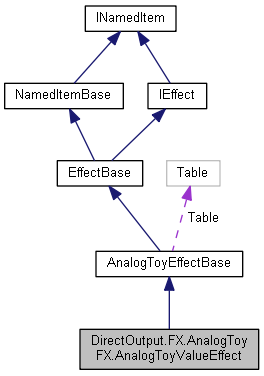 INamedItem
NamedItemBase
IEffect
EffectBase
Table
Table
AnalogToyEffectBase
DirectOutput.FX.AnalogToy
FX.AnalogToyValueEffect